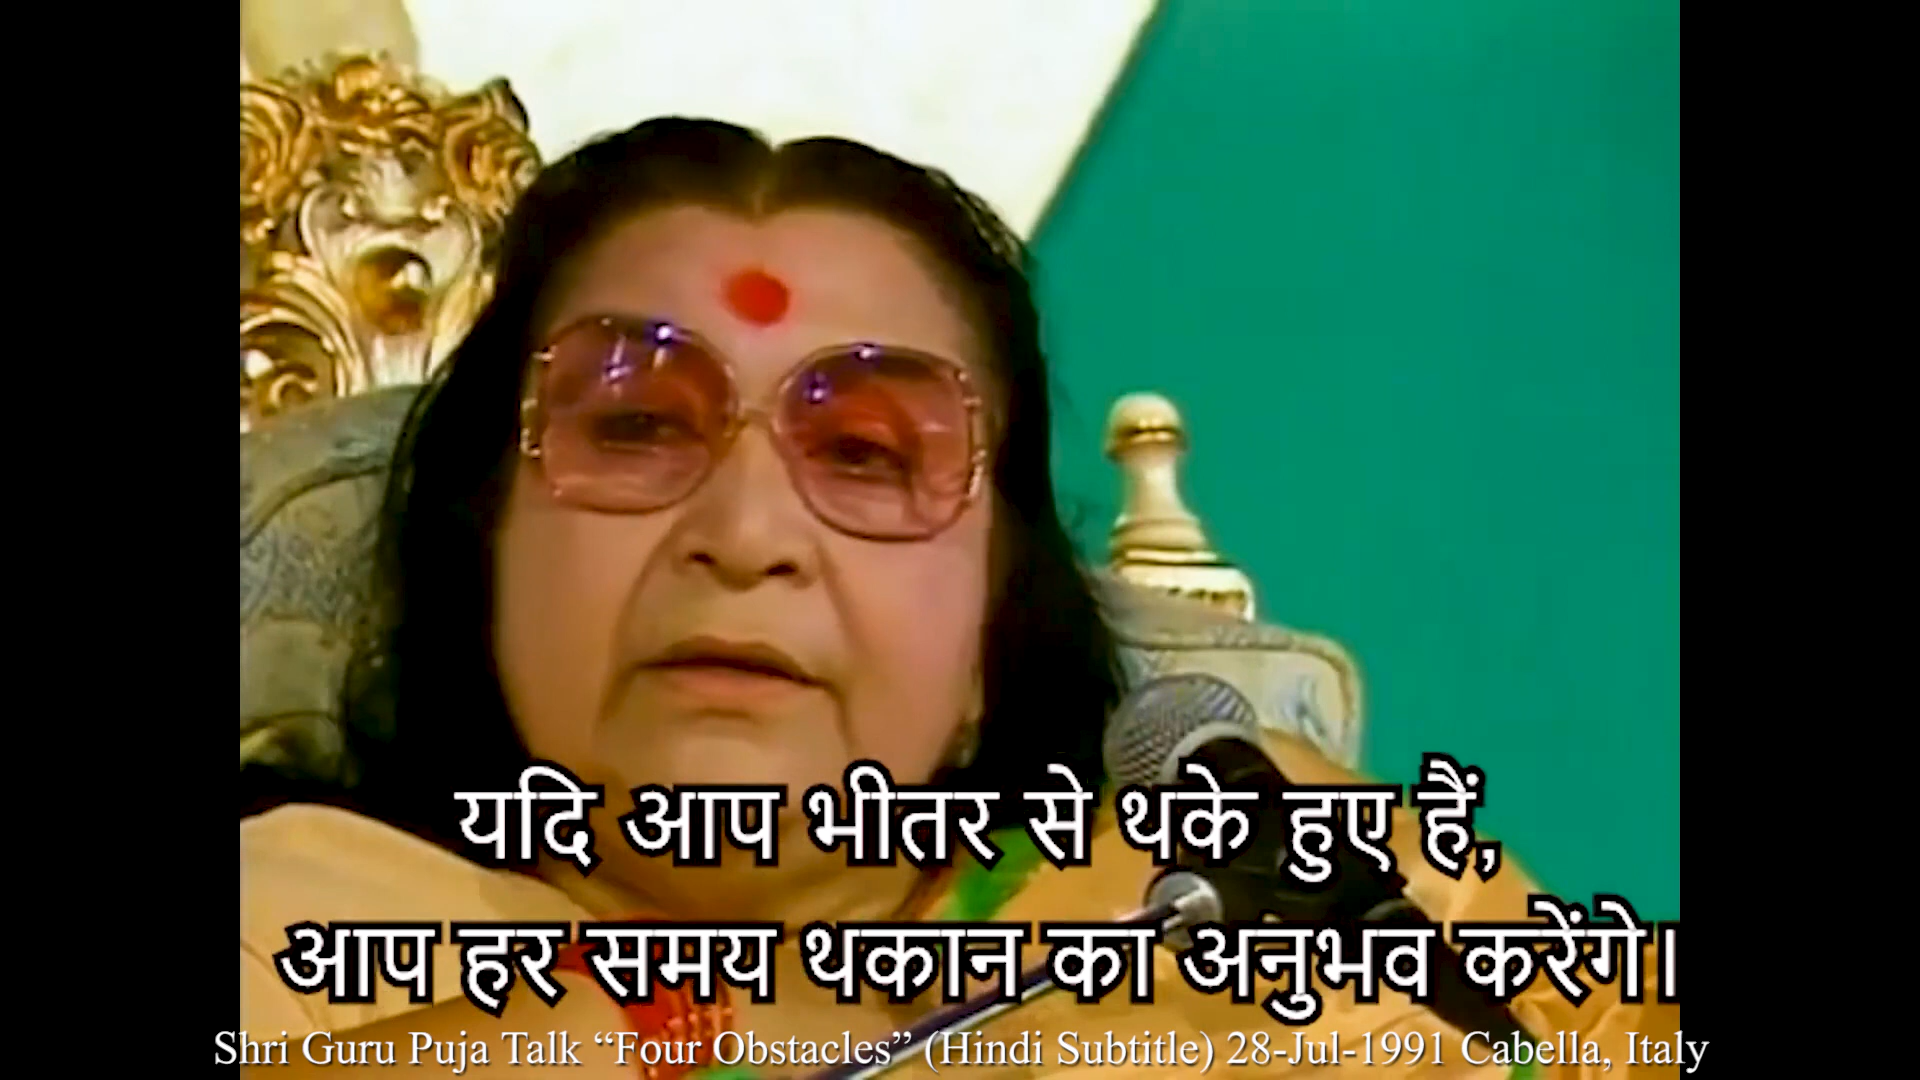 यदि आप भीतर से थके हुए हैं,
आप हर समय थकान का अनुभव करेंगे।
Shri Guru Puja Talk “Four Obstacles” (Hindi Subtitle) 28-Jul-1991 Cabella, Italy